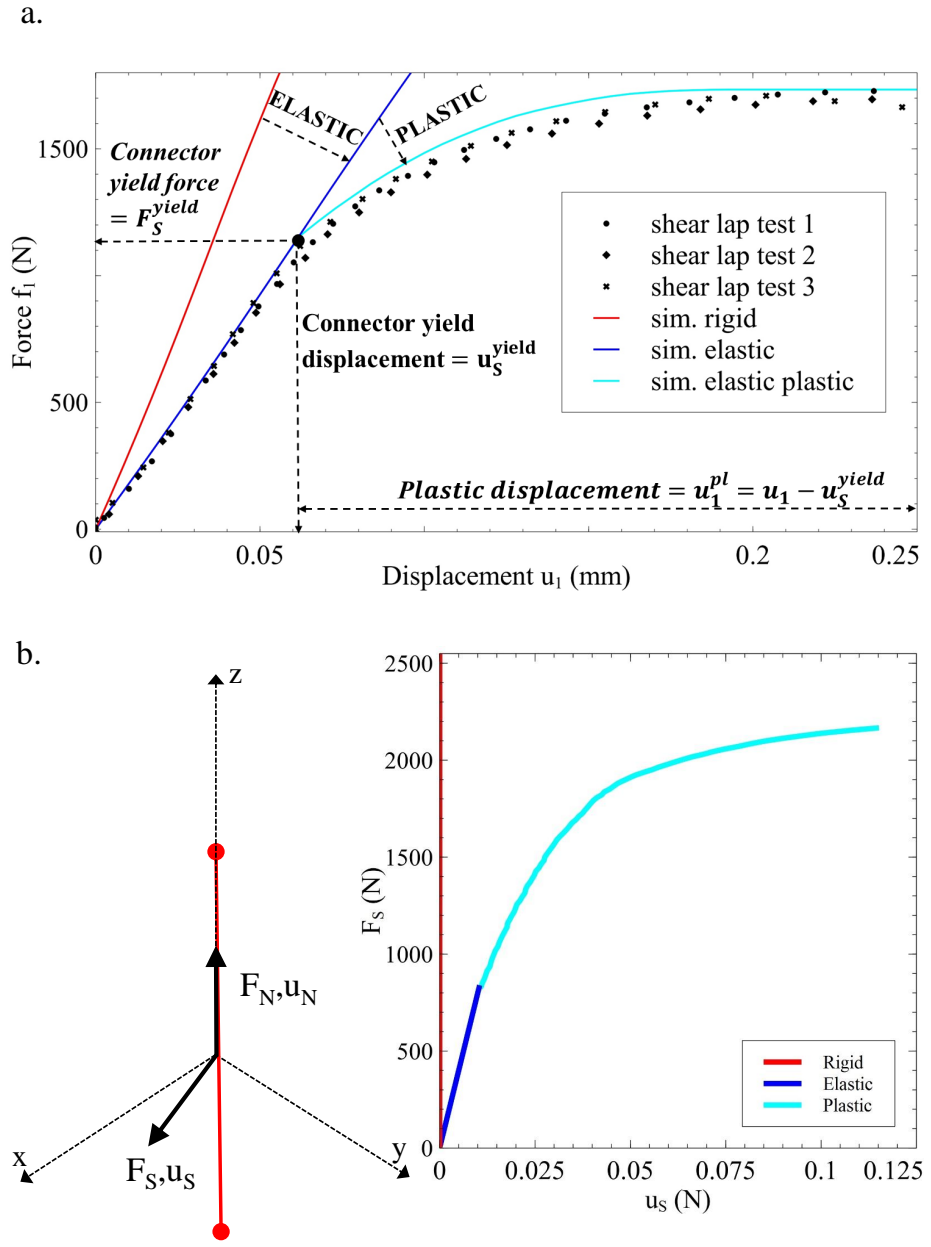 a.
ELASTIC
PLASTIC
1500
Connector
yield force
= F_S^yield
shear lap test 1
shear lap test 2
shear lap test 3
sim. rigid
sim. elastic
sim. elastic plastic
Force f₁ (N)
Connector yield
displacement = u_S^yield
500
Plastic displacement = u_1^pl = u_1 − u_S^yield
0
0 0.05 0.2 0.25
Displacement u₁ (mm)
b.
z
F_N,u_N
x
F_S,u_S
y
2500
2000
1500
1000
500
0
F_S (N)
Rigid
Elastic
Plastic
0 0.025 0.05 0.075 0.1 0.125
u_S (N)